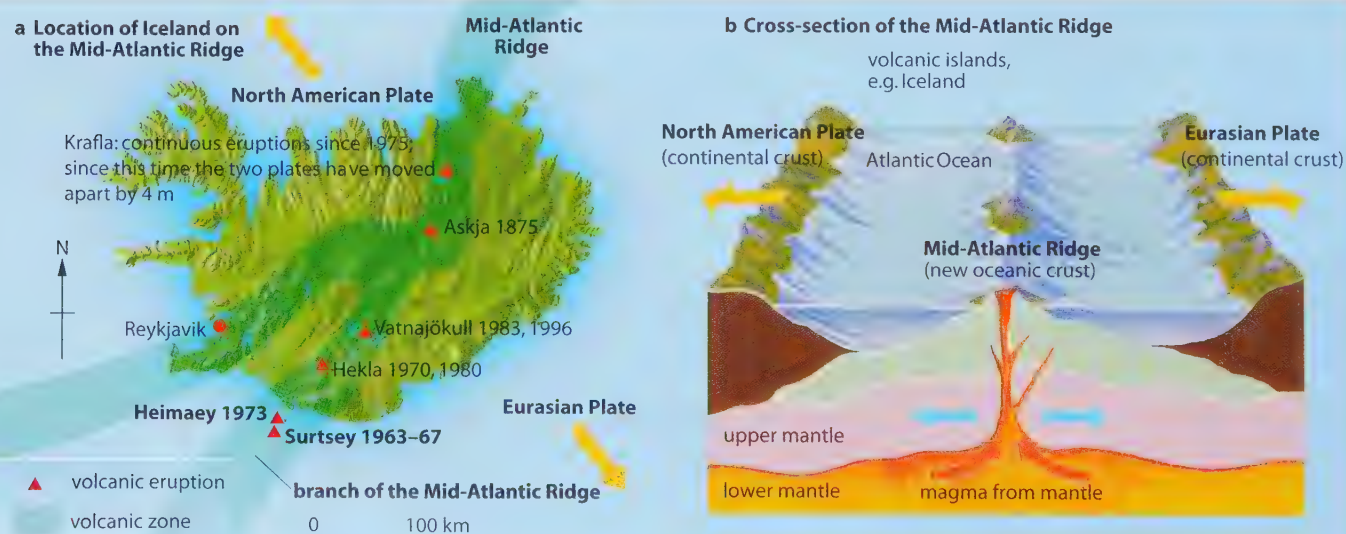 a Location of Iceland on
the Mid-Atlantic Ridge
Mid-Atlantic
Ridge
North American Plate
Krafla: continuous eruptions since 1975;
since this time the two plates have moved
apart by 4 m
Askja 1875
N
Reykjavik
Vatnajökull 1983, 1996
Hekla 1970, 1980
Heimaey 1973
Eurasian Plate
Surtsey 1963–67
volcanic eruption
branch of the Mid-Atlantic Ridge
volcanic zone
0 100 km
b Cross-section of the Mid-Atlantic Ridge
volcanic islands,
e.g. Iceland
North American Plate
(continental crust)
Atlantic Ocean
Eurasian Plate
(continental crust)
Mid-Atlantic Ridge
(new oceanic crust)
upper mantle
lower mantle
magma from mantle